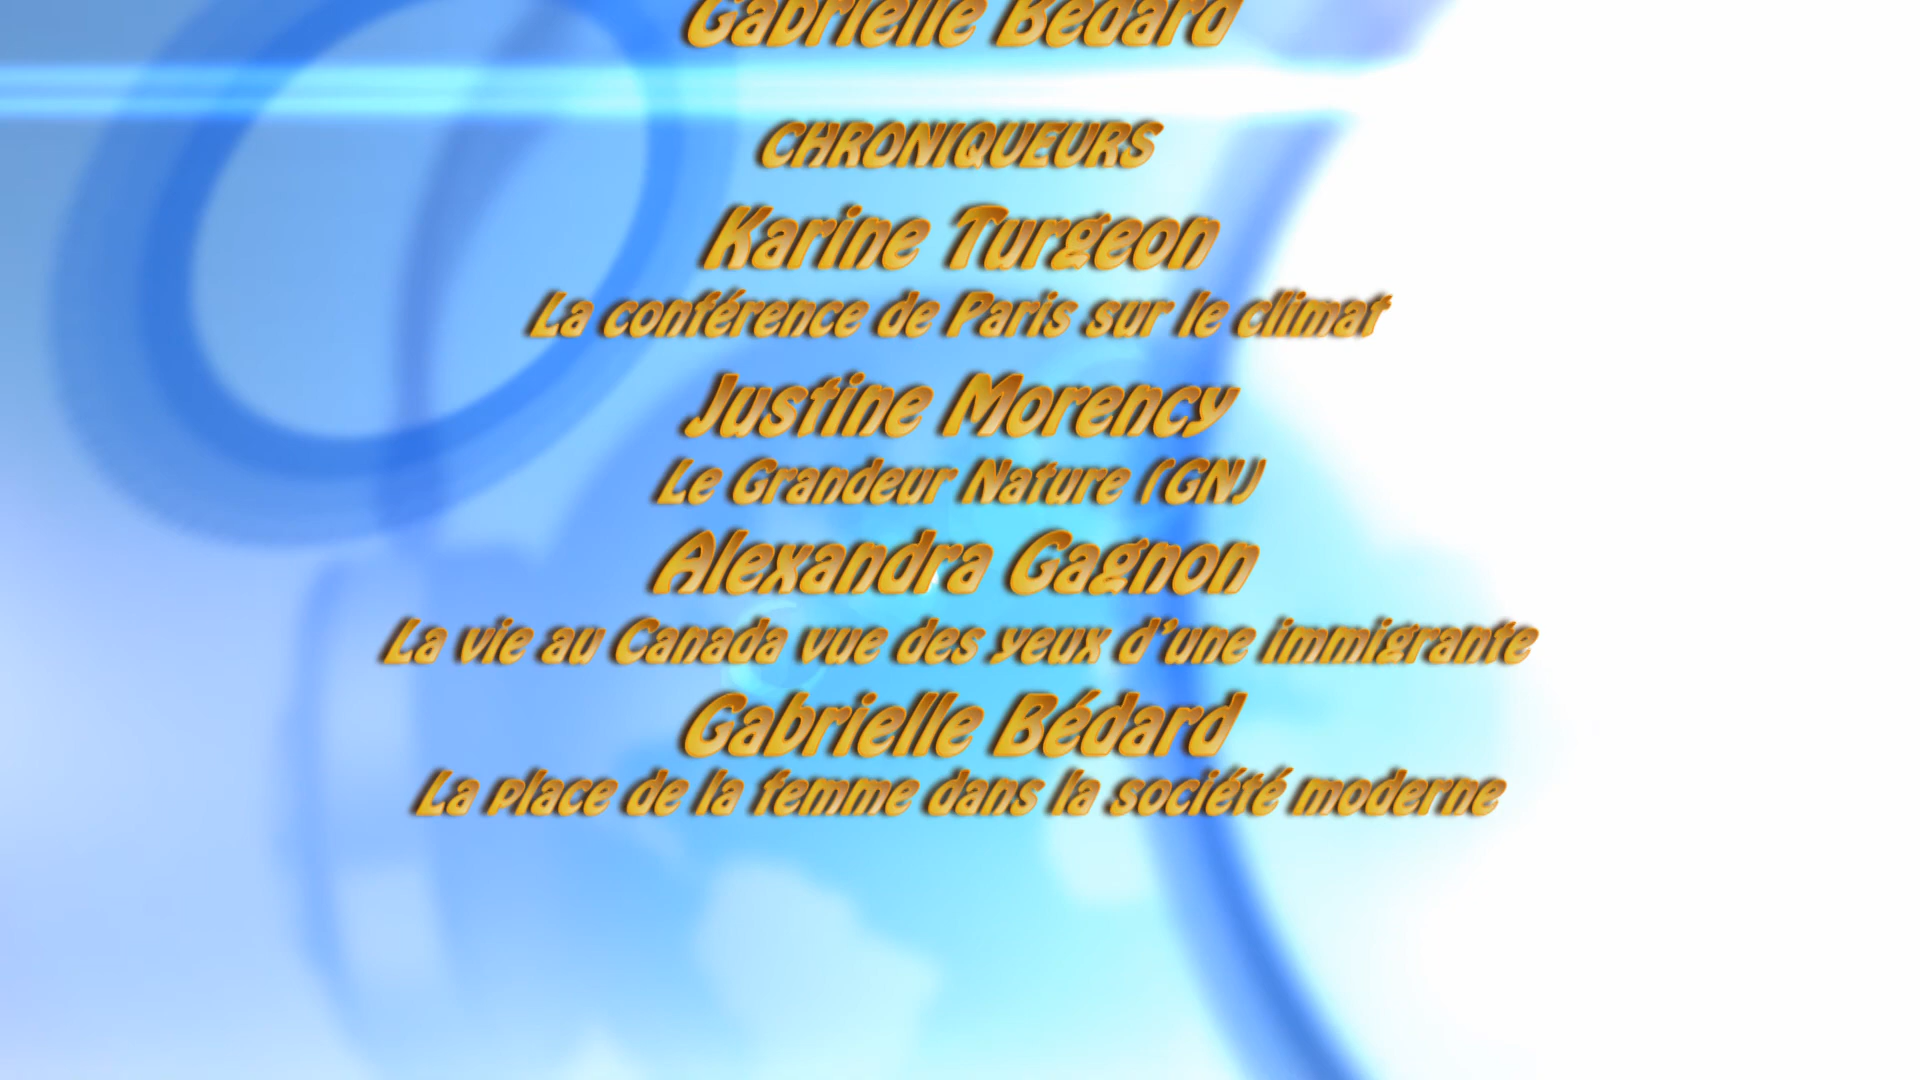 Gabrielle Bédard
CHRONIQUEURS
Karine Turgeon
La conférence de Paris sur le climat
Justine Morency
Le Grandeur Nature (GN)
Alexandra Gagnon
La vie au Canada vue des yeux d'une immigrante
Gabrielle Bédard
La place de la femme dans la société moderne